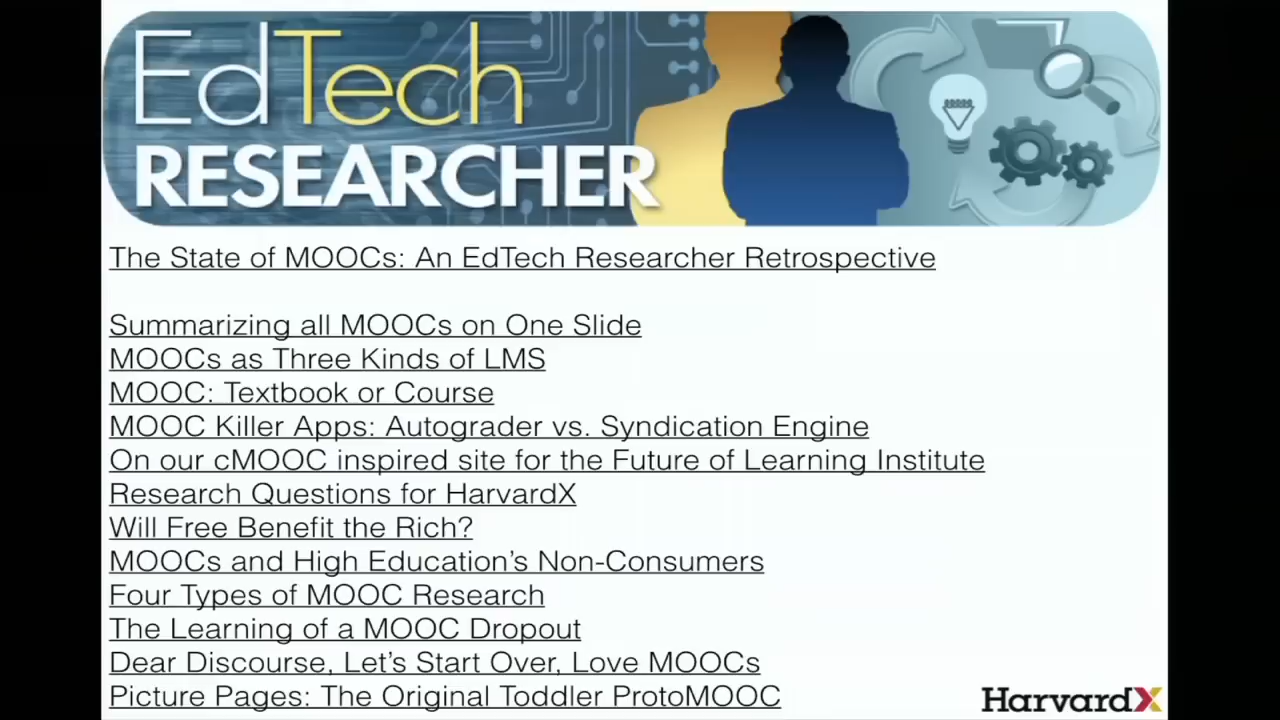 EdTech
RESEARCHER
The State of MOOCs: An EdTech Researcher Retrospective
Summarizing all MOOCs on One Slide
MOOCs as Three Kinds of LMS
MOOC: Textbook or Course
MOOC Killer Apps: Autograder vs. Syndication Engine
On our cMOOC inspired site for the Future of Learning Institute
Research Questions for HarvardX
Will Free Benefit the Rich?
MOOCs and High Education’s Non-Consumers
Four Types of MOOC Research
The Learning of a MOOC Dropout
Dear Discourse, Let’s Start Over, Love MOOCs
Picture Pages: The Original Toddler ProtoMOOC
HarvardX